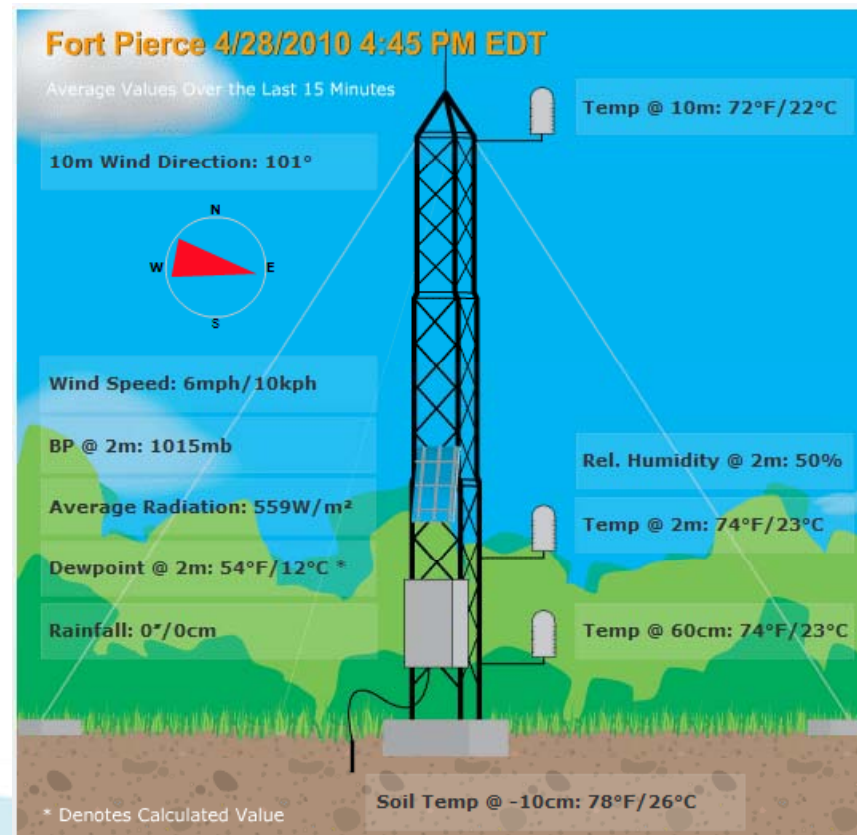 Fort Pierce 4/28/2010 4:45 PM EDT
Average Values Over the Last 15 Minutes
Temp @ 10m: 72°F/22°C
10m Wind Direction: 101°
N
W
E
S
Wind Speed: 6mph/10kph
BP @ 2m: 1015mb
Rel. Humidity @ 2m: 50%
Average Radiation: 559W/m²
Temp @ 2m: 74°F/23°C
Dewpoint @ 2m: 54°F/12°C *
Rainfall: 0"/0cm
Temp @ 60cm: 74°F/23°C
Soil Temp @ -10cm: 78°F/26°C
* Denotes Calculated Value